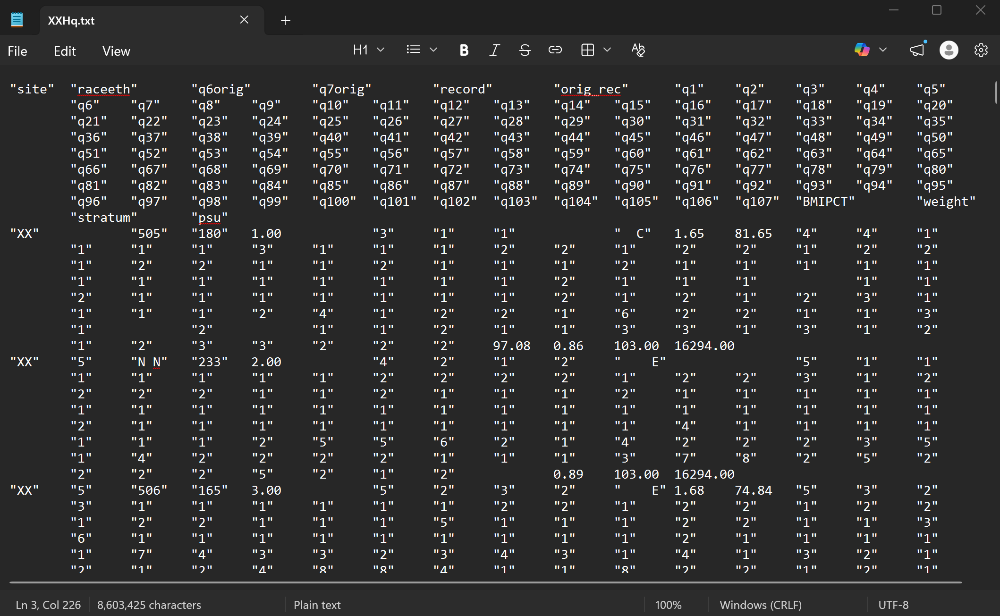 XXHq.txt
File Edit View H1 B I S Ab
"site" "raceeth" "q6orig" "q7orig" "record" "orig_rec" "q1" "q2" "q3" "q4" "q5"
"q6" "q7" "q8" "q9" "q10" "q11" "q12" "q13" "q14" "q15" "q16" "q17" "q18" "q19" "q20"
"q21" "q22" "q23" "q24" "q25" "q26" "q27" "q28" "q29" "q30" "q31" "q32" "q33" "q34" "q35"
"q36" "q37" "q38" "q39" "q40" "q41" "q42" "q43" "q44" "q45" "q46" "q47" "q48" "q49" "q50"
"q51" "q52" "q53" "q54" "q55" "q56" "q57" "q58" "q59" "q60" "q61" "q62" "q63" "q64" "q65"
"q66" "q67" "q68" "q69" "q70" "q71" "q72" "q73" "q74" "q75" "q76" "q77" "q78" "q79" "q80"
"q81" "q82" "q83" "q84" "q85" "q86" "q87" "q88" "q89" "q90" "q91" "q92" "q93" "q94" "q95"
"q96" "q97" "q98" "q99" "q100" "q101" "q102" "q103" "q104" "q105" "q106" "q107" "BMIPCT" "weight"
"stratum" "psu"
"XX" "505" "180" 1.00 "3" "1" "1" "  C" 1.65 81.65 "4" "4" "1"
"1" "1" "1" "3" "1" "1" "1" "2" "2" "1" "2" "2" "1" "2" "2"
"1" "2" "2" "1" "1" "2" "1" "1" "1" "2" "1" "1" "1" "1" "1"
"1" "1" "1" "1" "1" "1" "1" "1" "2" "1" "1" "1" "1" "1"
"2" "1" "1" "1" "1" "1" "1" "1" "2" "1" "2" "1" "2" "3" "1"
"1" "1" "1" "2" "4" "1" "2" "2" "1" "6" "2" "2" "1" "1" "3"
"1" "2" "1" "1" "2" "1" "1" "3" "3" "1" "3" "1" "2"
"1" "2" "3" "3" "2" "2" "2" 97.08 0.86 103.00 16294.00
"XX" "5" "N N" "233" 2.00 "4" "2" "1" "2" "    E" "5" "1" "1"
"1" "1" "1" "1" "1" "2" "2" "2" "2" "1" "2" "2" "3" "1" "2"
"2" "2" "2" "1" "1" "2" "1" "1" "1" "2" "1" "1" "1" "1" "1"
"1" "1" "1" "1" "1" "1" "1" "1" "1" "1" "1" "1" "1" "1" "1"
"2" "1" "1" "1" "1" "1" "1" "1" "1" "1" "4" "1" "1" "1" "1"
"1" "1" "1" "2" "5" "5" "6" "2" "1" "4" "2" "2" "2" "3" "5"
"1" "4" "2" "2" "2" "2" "1" "1" "1" "3" "7" "8" "2" "5" "2"
"2" "2" "2" "5" "2" "1" "2" 0.89 103.00 16294.00
"XX" "5" "506" "165" 3.00 "5" "2" "3" "2" "    E" 1.68 74.84 "5" "3" "2"
"3" "1" "1" "1" "1" "1" "1" "2" "2" "1" "2" "2" "1" "2" "2"
"1" "2" "2" "1" "1" "1" "5" "1" "1" "1" "2" "2" "1" "1" "3"
"6" "1" "1" "1" "1" "1" "1" "1" "1" "1" "2" "1" "1" "1" "1"
"1" "7" "4" "3" "3" "2" "3" "4" "3" "1" "4" "1" "3" "2" "1"
"2" "1" "2" "4" "8" "8" "4" "1" "1" "8" "2" "2" "1" "2" "1"
Ln 3, Col 226 8,603,425 characters Plain text 100% Windows (CRLF) UTF-8